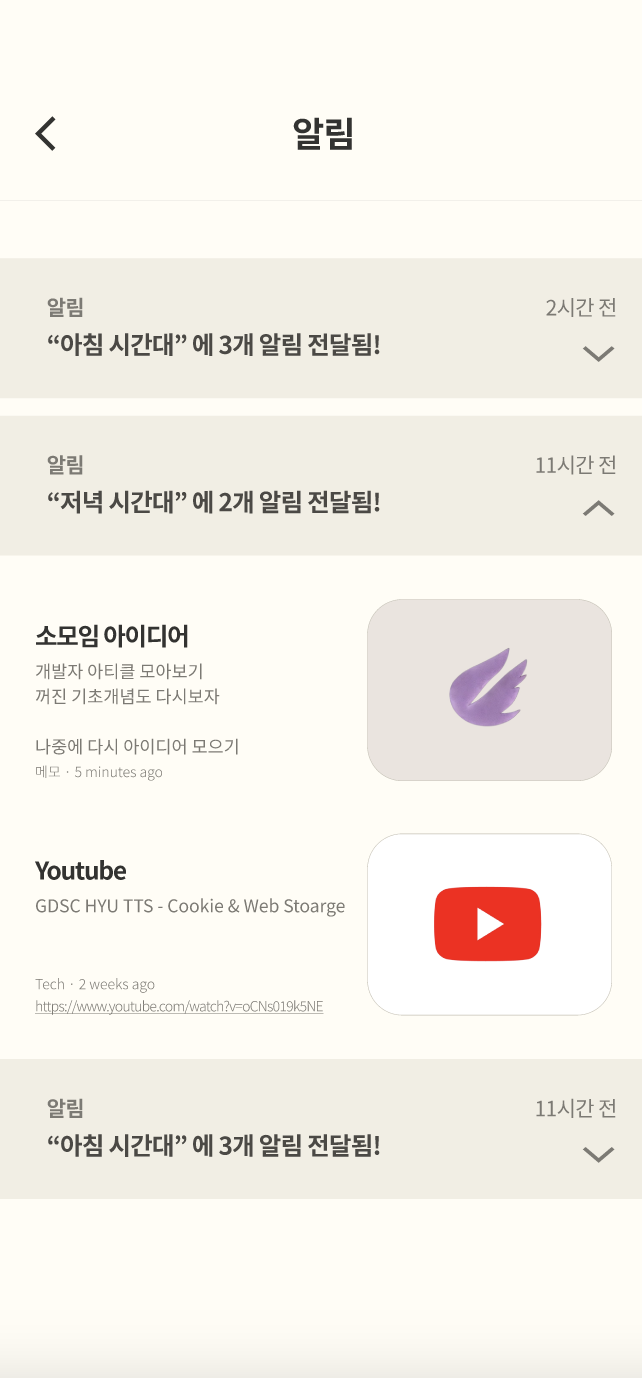 알림
알림
2시간 전
“아침 시간대” 에 3개 알림 전달됨!
알림
11시간 전
“저녁 시간대” 에 2개 알림 전달됨!
소모임 아이디어
개발자 아티클 모아보기
꺼진 기초개념도 다시보자
나중에 다시 아이디어 모으기
메모 · 5 minutes ago
Youtube
GDSC HYU TTS - Cookie & Web Stoarge
Tech · 2 weeks ago
https://www.youtube.com/watch?v=oCNs019k5NE
알림
11시간 전
“아침 시간대” 에 3개 알림 전달됨!